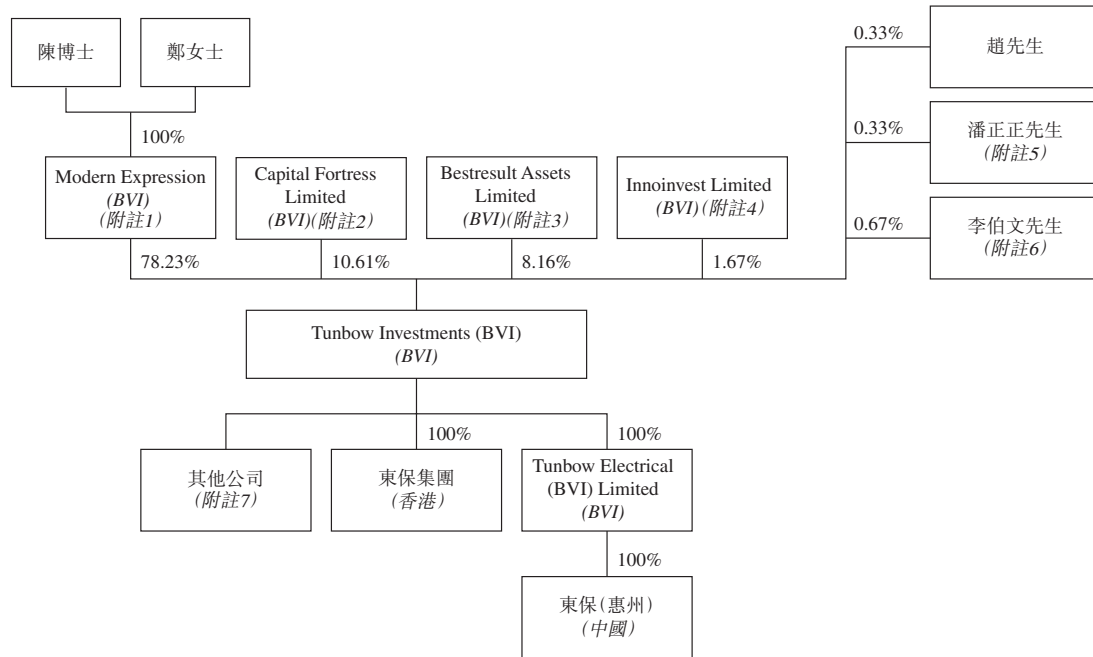 陳博士
鄭女士
0.33%
趙先生
100%
0.33%
潘正正先生
(附註5)
Modern Expression
(BVI)
(附註1)
Capital Fortress
Limited
(BVI)(附註2)
Bestresult Assets
Limited
(BVI)(附註3)
Innoinvest Limited
(BVI)(附註4)
0.67%
李伯文先生
(附註6)
78.23%
10.61%
8.16%
1.67%
Tunbow Investments (BVI)
(BVI)
100%
100%
其他公司
(附註7)
東保集團
(香港)
Tunbow Electrical
(BVI) Limited
(BVI)
100%
東保(惠州)
(中國)